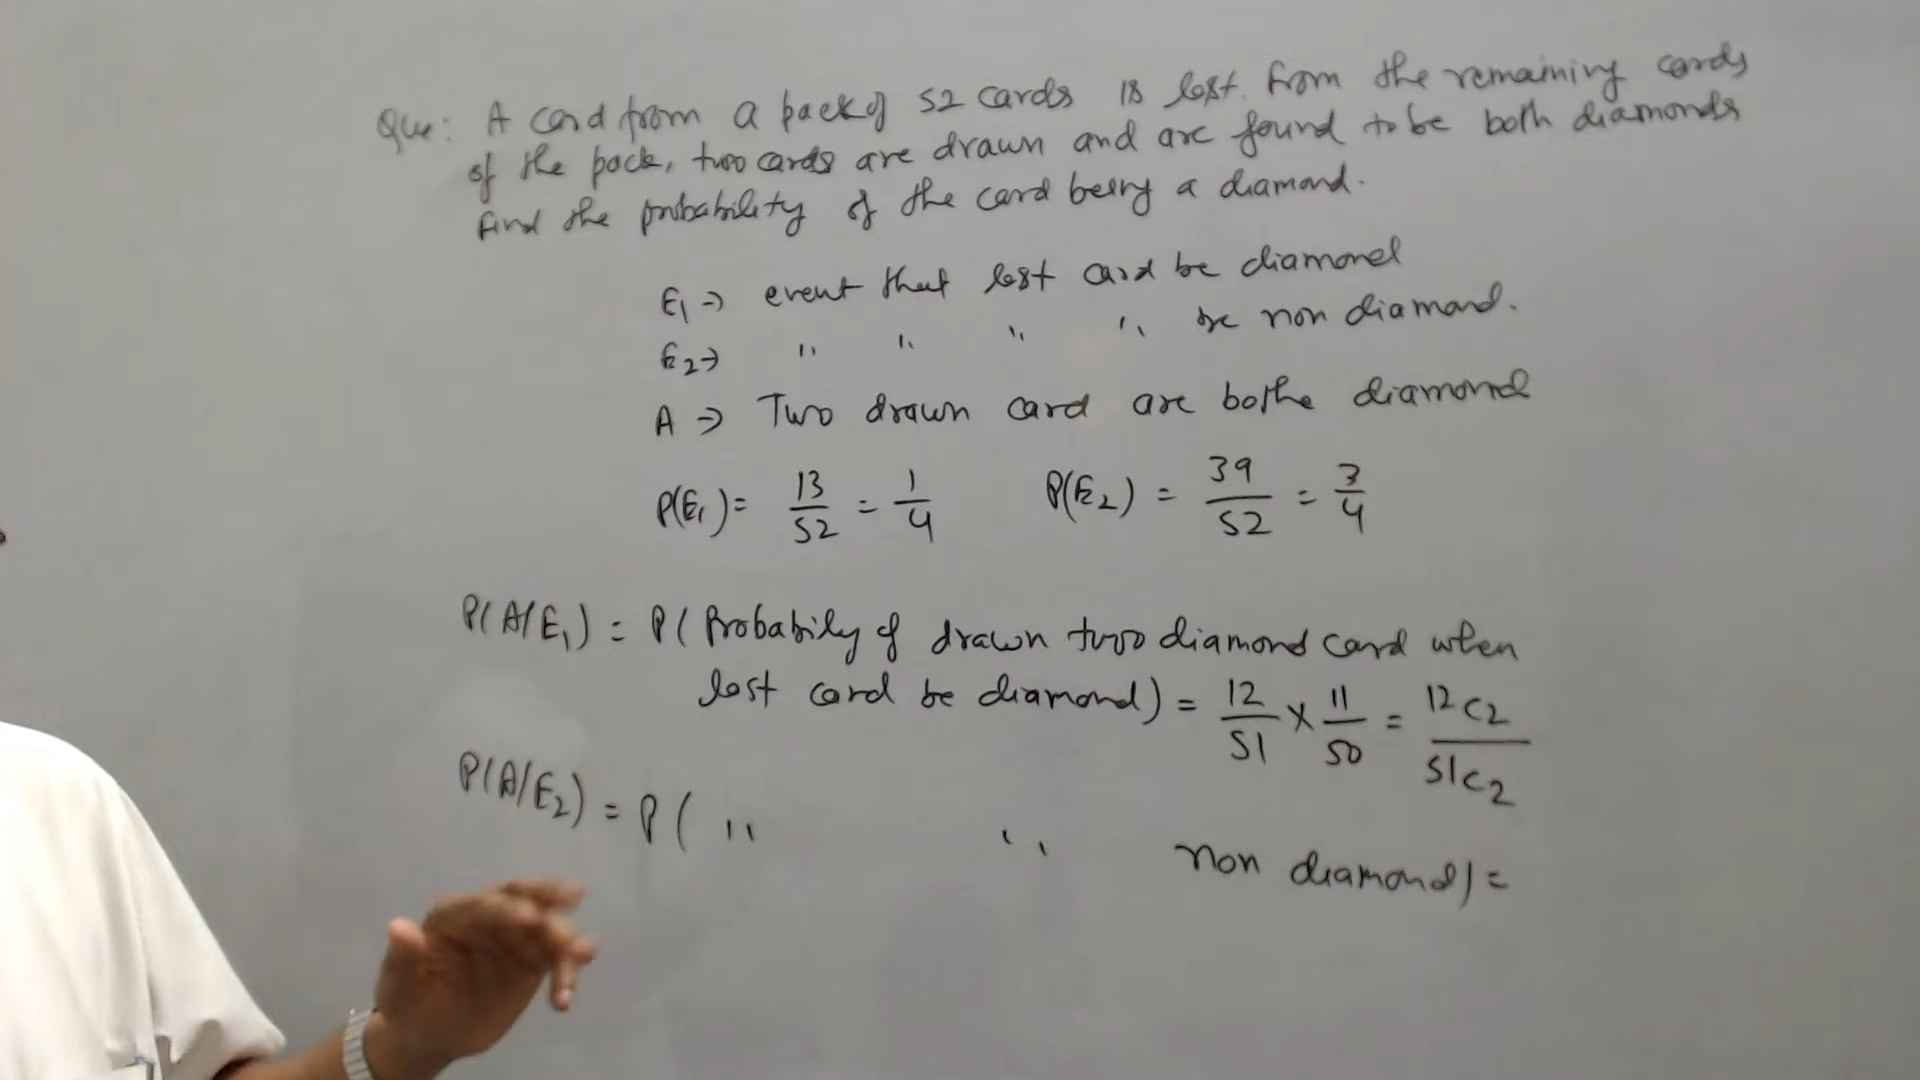 Que: A card from a pack of 52 cards is lost. From the remaining cards
of the pack, two cards are drawn and are found to be both diamonds
Find the probability of the card being a diamond.
E₁ → event that lost card be diamond
E₂ → " " " " be non diamond.
A → Two drawn card are bothe diamond
P(E₁) = 13/52 = 1/4 P(E₂) = 39/52 = 3/4
P(A/E₁) = P( Probabily of drawn two diamond card when
lost card be diamond) = 12/51 × 11/50 = 12C2/51C2
P(A/E₂) = P( " " non diamond) =